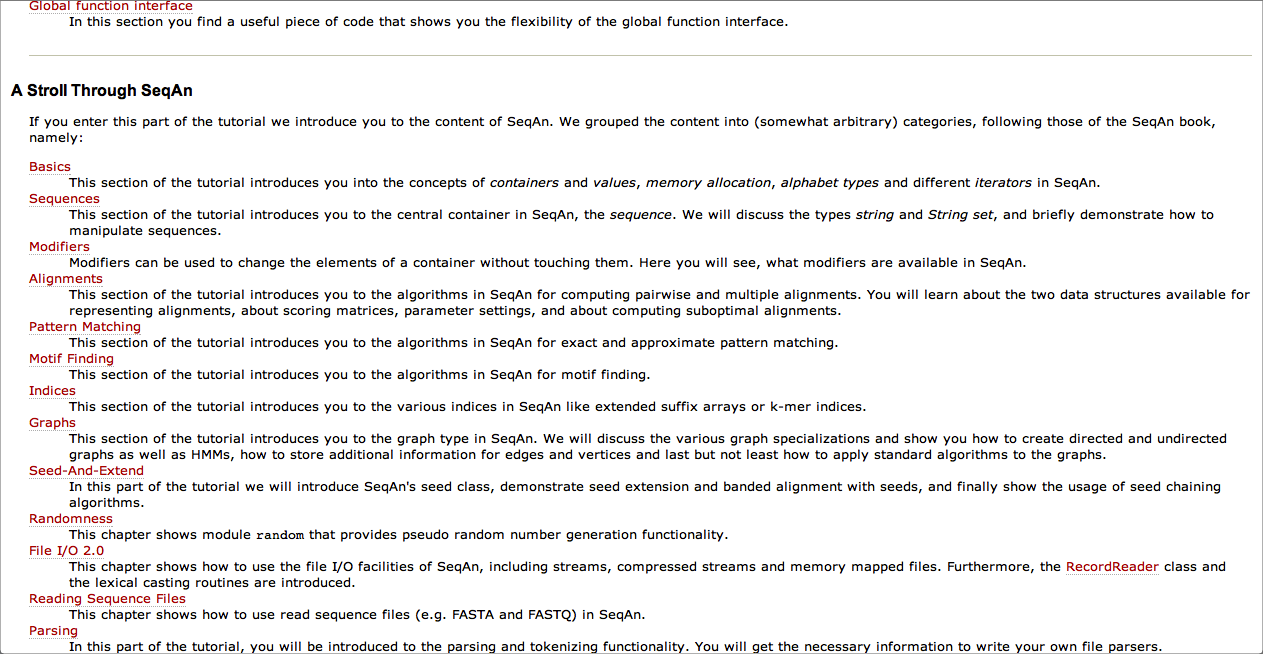 Global function interface
In this section you find a useful piece of code that shows you the flexibility of the global function interface.
A Stroll Through SeqAn
If you enter this part of the tutorial we introduce you to the content of SeqAn. We grouped the content into (somewhat arbitrary) categories, following those of the SeqAn book,
namely:
Basics
This section of the tutorial introduces you into the concepts of containers and values, memory allocation, alphabet types and different iterators in SeqAn.
Sequences
This section of the tutorial introduces you to the central container in SeqAn, the sequence. We will discuss the types string and String set, and briefly demonstrate how to
manipulate sequences.
Modifiers
Modifiers can be used to change the elements of a container without touching them. Here you will see, what modifiers are available in SeqAn.
Alignments
This section of the tutorial introduces you to the algorithms in SeqAn for computing pairwise and multiple alignments. You will learn about the two data structures available for
representing alignments, about scoring matrices, parameter settings, and about computing suboptimal alignments.
Pattern Matching
This section of the tutorial introduces you to the algorithms in SeqAn for exact and approximate pattern matching.
Motif Finding
This section of the tutorial introduces you to the algorithms in SeqAn for motif finding.
Indices
This section of the tutorial introduces you to the various indices in SeqAn like extended suffix arrays or k-mer indices.
Graphs
This section of the tutorial introduces you to the graph type in SeqAn. We will discuss the various graph specializations and show you how to create directed and undirected
graphs as well as HMMs, how to store additional information for edges and vertices and last but not least how to apply standard algorithms to the graphs.
Seed-And-Extend
In this part of the tutorial we will introduce SeqAn's seed class, demonstrate seed extension and banded alignment with seeds, and finally show the usage of seed chaining
algorithms.
Randomness
This chapter shows module random that provides pseudo random number generation functionality.
File I/O 2.0
This chapter shows how to use the file I/O facilities of SeqAn, including streams, compressed streams and memory mapped files. Furthermore, the RecordReader class and
the lexical casting routines are introduced.
Reading Sequence Files
This chapter shows how to use read sequence files (e.g. FASTA and FASTQ) in SeqAn.
Parsing
In this part of the tutorial, you will be introduced to the parsing and tokenizing functionality. You will get the necessary information to write your own file parsers.